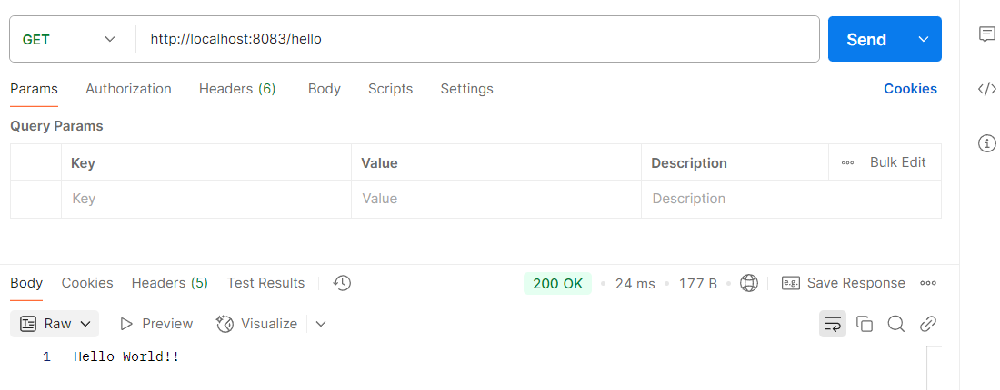 GET http://localhost:8083/hello Send
Params Authorization Headers (6) Body Scripts Settings Cookies
Query Params
Key Value Description Bulk Edit
Key Value Description
Body Cookies Headers (5) Test Results 200 OK 24 ms 177 B e.g. Save Response
Raw Preview Visualize
1 Hello World!!